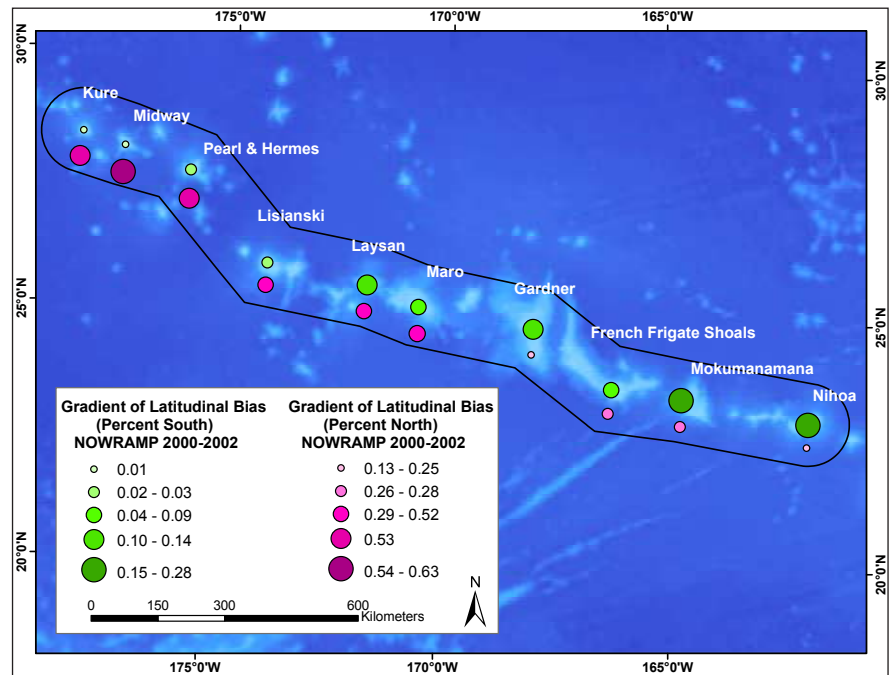 175°0'W 170°0'W 165°0'W
30°0'N 30°0'N
Kure
Midway
Pearl & Hermes
Lisianski
Laysan
Maro
Gardner
25°0'N 25°0'N
French Frigate Shoals
Mokumanamana
Nihoa
Gradient of Latitudinal Bias
(Percent South)
NOWRAMP 2000-2002
0.01
0.02 - 0.03
0.04 - 0.09
0.10 - 0.14
0.15 - 0.28
Gradient of Latitudinal Bias
(Percent North)
NOWRAMP 2000-2002
0.13 - 0.25
0.26 - 0.28
0.29 - 0.52
0.53
0.54 - 0.63
N
0 150 300 600
Kilometers
20°0'N 20°0'N
175°0'W 170°0'W 165°0'W